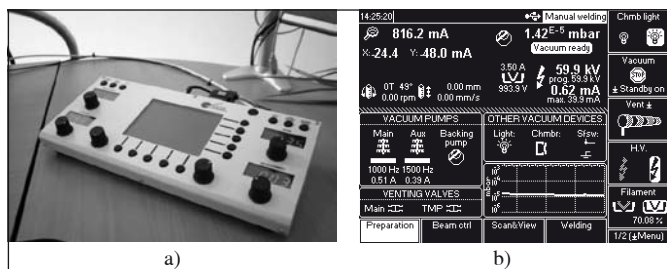 14:25:20 Manual welding
816.2 mA 1.42E-5 mbar
Vacuum ready
X:-24.4 Y:-48.0 mA
3.50 A 59.9 kV
prog. 59.9 kV
993.9 V 0.62 mA
max. 39.9 mA
0T 49° 0.00 mm
0.00 rpm 0.00 mm/s
VACUUM PUMPS
Main Aux Backing
pump
1000 Hz 1500 Hz
0.51 A 0.39 A
VENTING VALVES
Main TMP
OTHER VACUUM DEVICES
Light: Chmbr: Sfsw:
mbar
Preparation Beam ctrl Scan&View Welding
Chmb light
Vacuum
STOP
± Standby on
Vent ±
H.V.
Filament
70.08 %
1/2 (±Menu)
a) b)